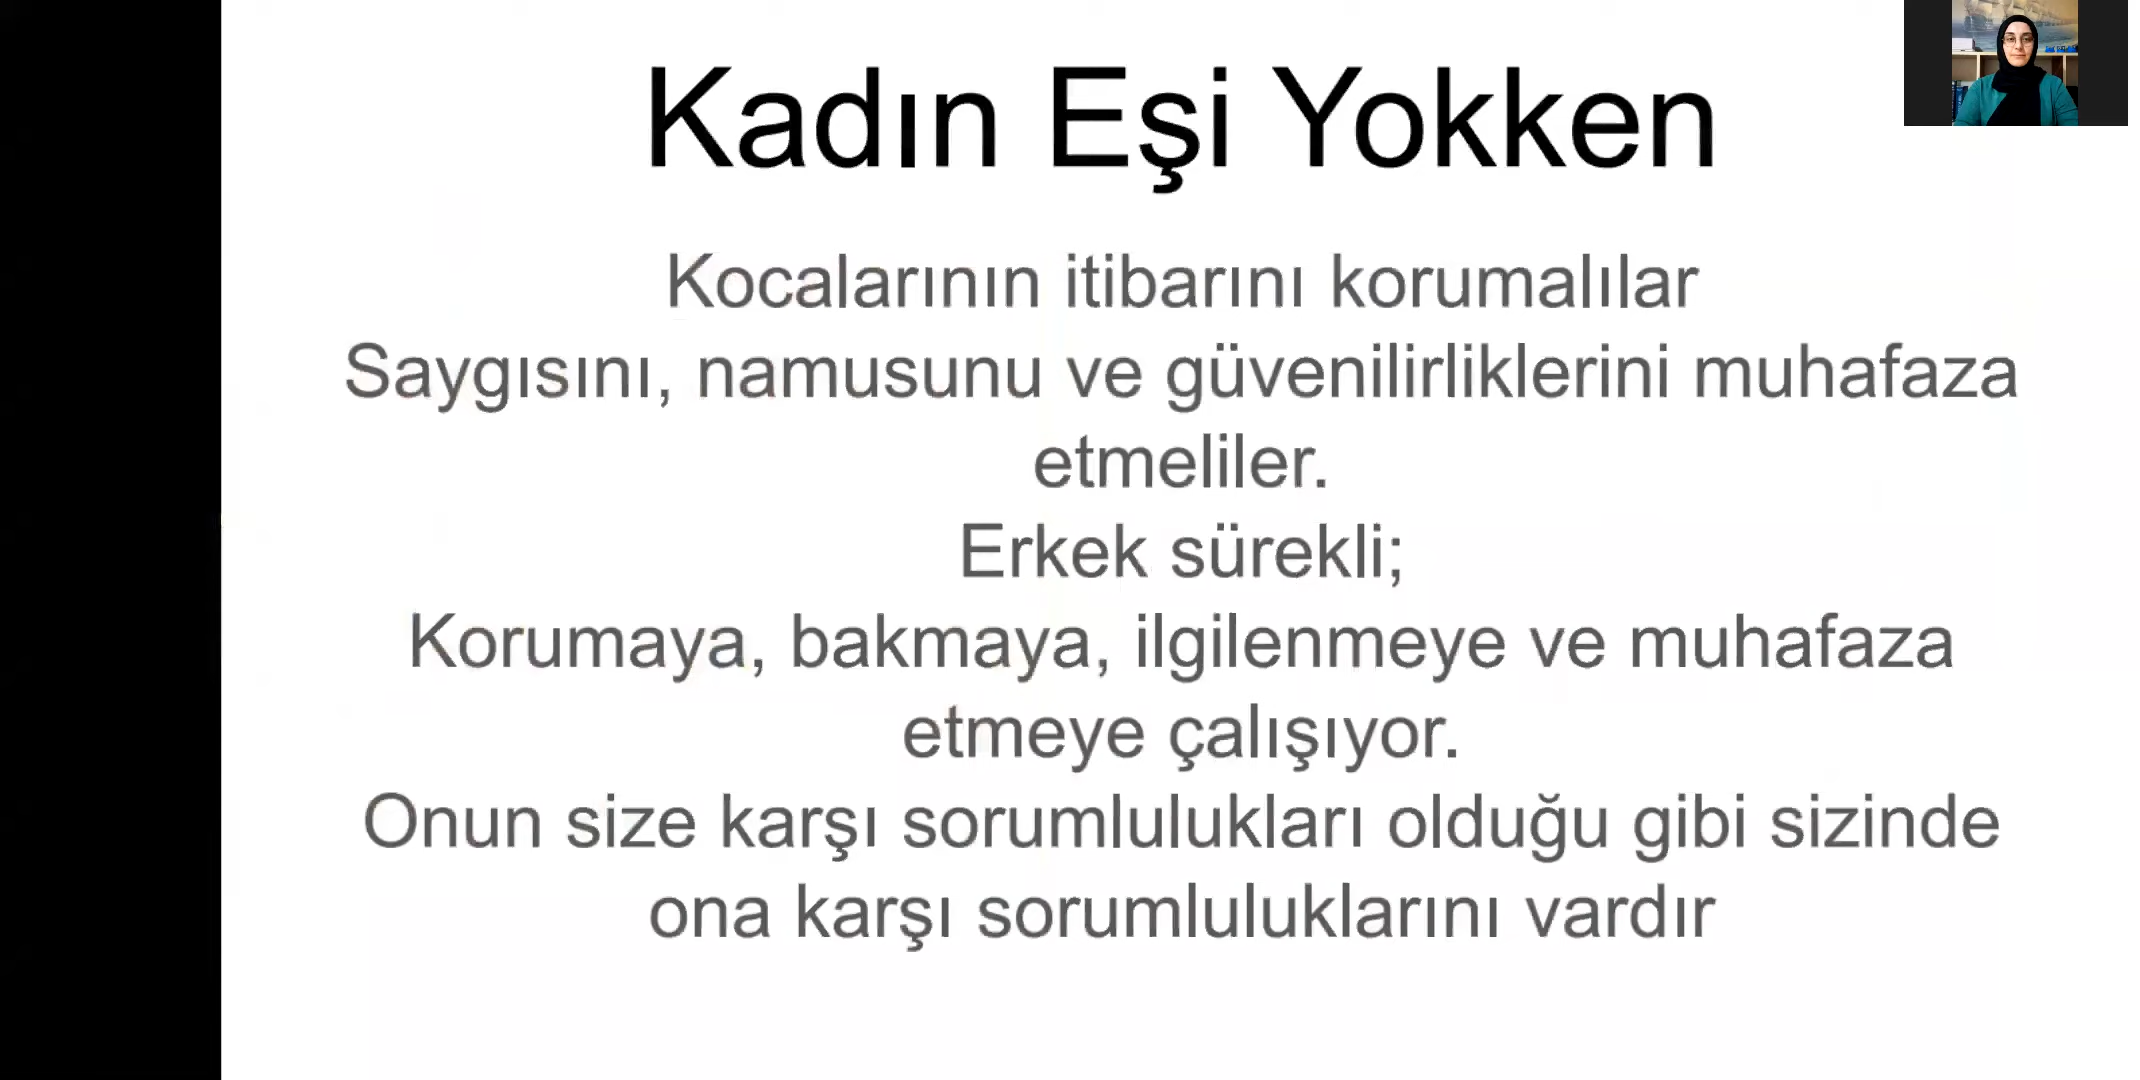 Kadın Eşi Yokken
Kocalarının itibarını korumalılar
Saygısını, namusunu ve güvenilirliklerini muhafaza
etmeliler.
Erkek sürekli;
Korumaya, bakmaya, ilgilenmeye ve muhafaza
etmeye çalışıyor.
Onun size karşı sorumlulukları olduğu gibi sizinde
ona karşı sorumluluklarını vardır